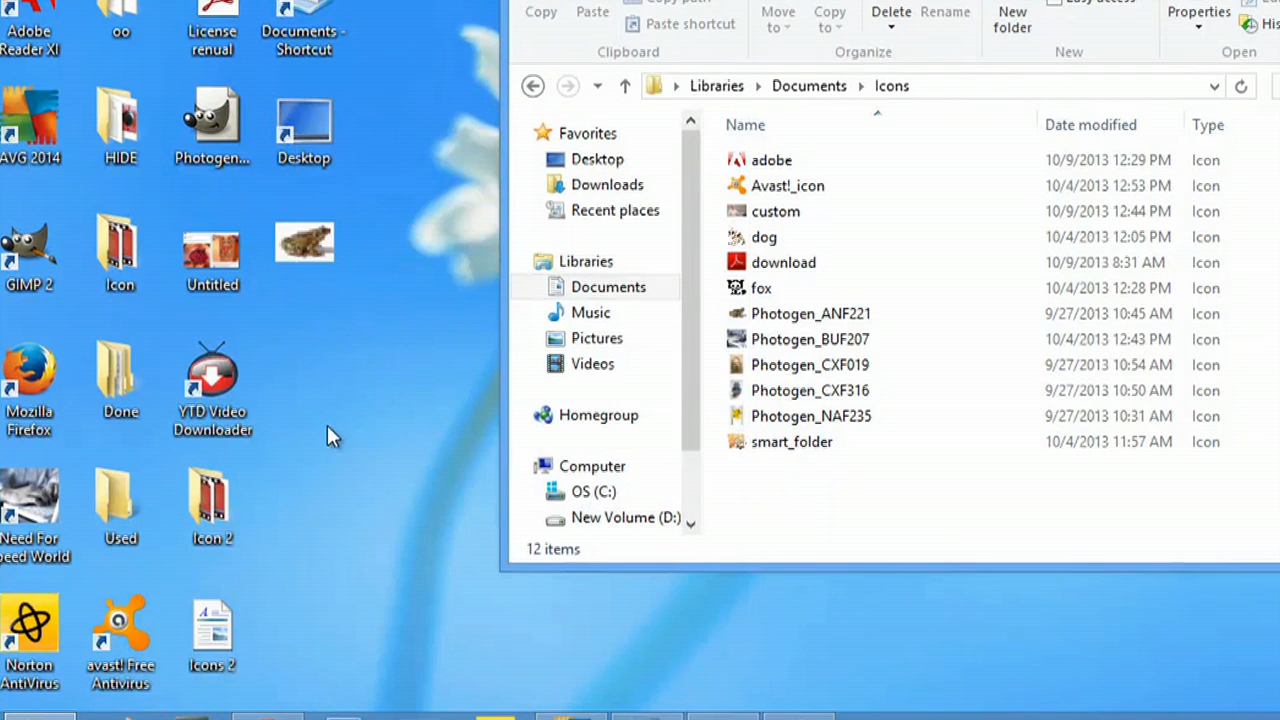 Adobe
Reader XI
oo
License
renual
Documents -
Shortcut
AVG 2014
HIDE
Photogen...
Desktop
GIMP 2
Icon
Untitled
Mozilla
Firefox
Done
YTD Video
Downloader
Need For
peed World
Used
Icon 2
Norton
AntiVirus
avast! Free
Antivirus
Icons 2
Copy
Paste
Paste shortcut
Clipboard
Move
to
Copy
to
Delete
Rename
Organize
New
folder
New
Properties
His
Open
Libraries
Documents
Icons
Favorites
Desktop
Downloads
Recent places
Libraries
Documents
Music
Pictures
Videos
Homegroup
Computer
OS (C:)
New Volume (D:)
Name Date modified Type
adobe 10/9/2013 12:29 PM Icon
Avast!_icon 10/4/2013 12:53 PM Icon
custom 10/9/2013 12:44 PM Icon
dog 10/4/2013 12:05 PM Icon
download 10/9/2013 8:31 AM Icon
fox 10/4/2013 12:28 PM Icon
Photogen_ANF221 9/27/2013 10:45 AM Icon
Photogen_BUF207 10/4/2013 12:43 PM Icon
Photogen_CXF019 9/27/2013 10:54 AM Icon
Photogen_CXF316 9/27/2013 10:50 AM Icon
Photogen_NAF235 9/27/2013 10:31 AM Icon
smart_folder 10/4/2013 11:57 AM Icon
12 items